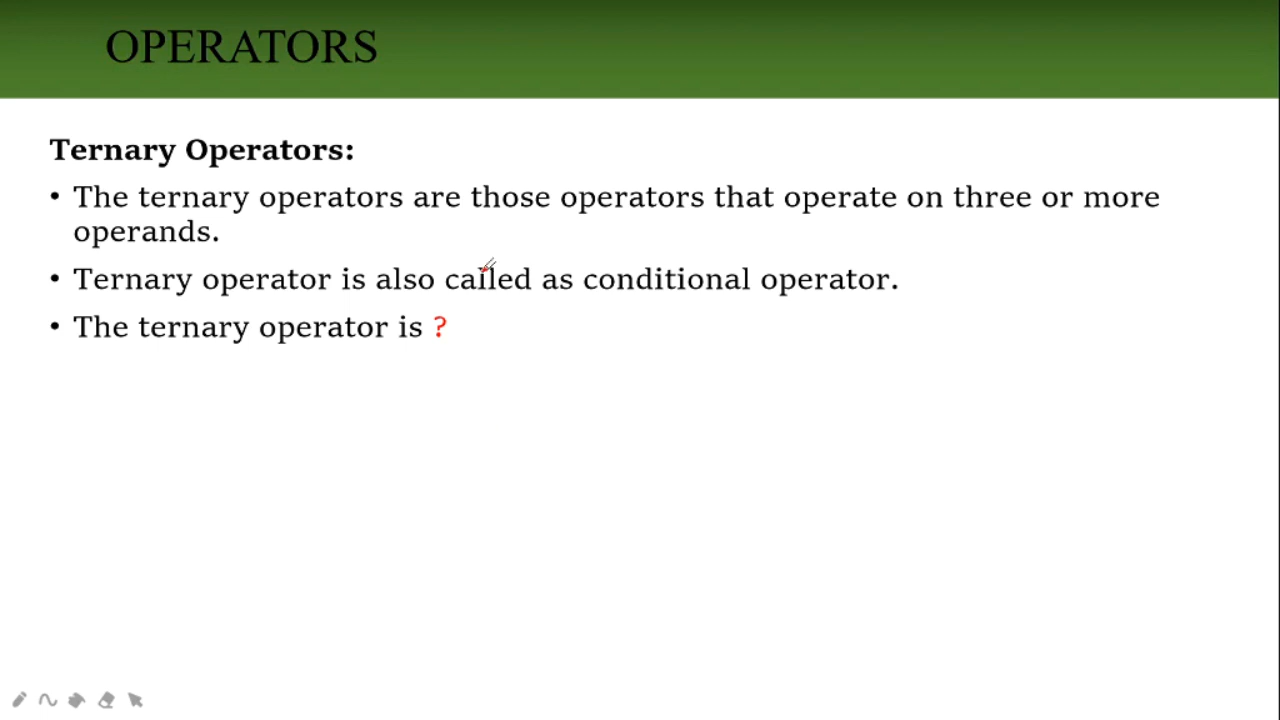 OPERATORS
Ternary Operators:
• The ternary operators are those operators that operate on three or more
operands.
• Ternary operator is also called as conditional operator.
• The ternary operator is ?